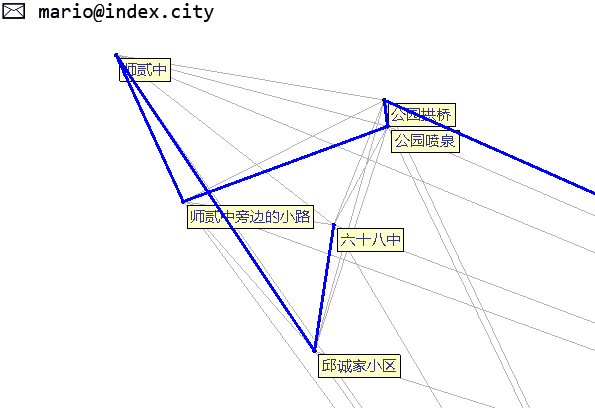 mario@index.city
师贰中
公园拱桥
公园喷泉
师贰中旁边的小路
六十八中
邱诚家小区